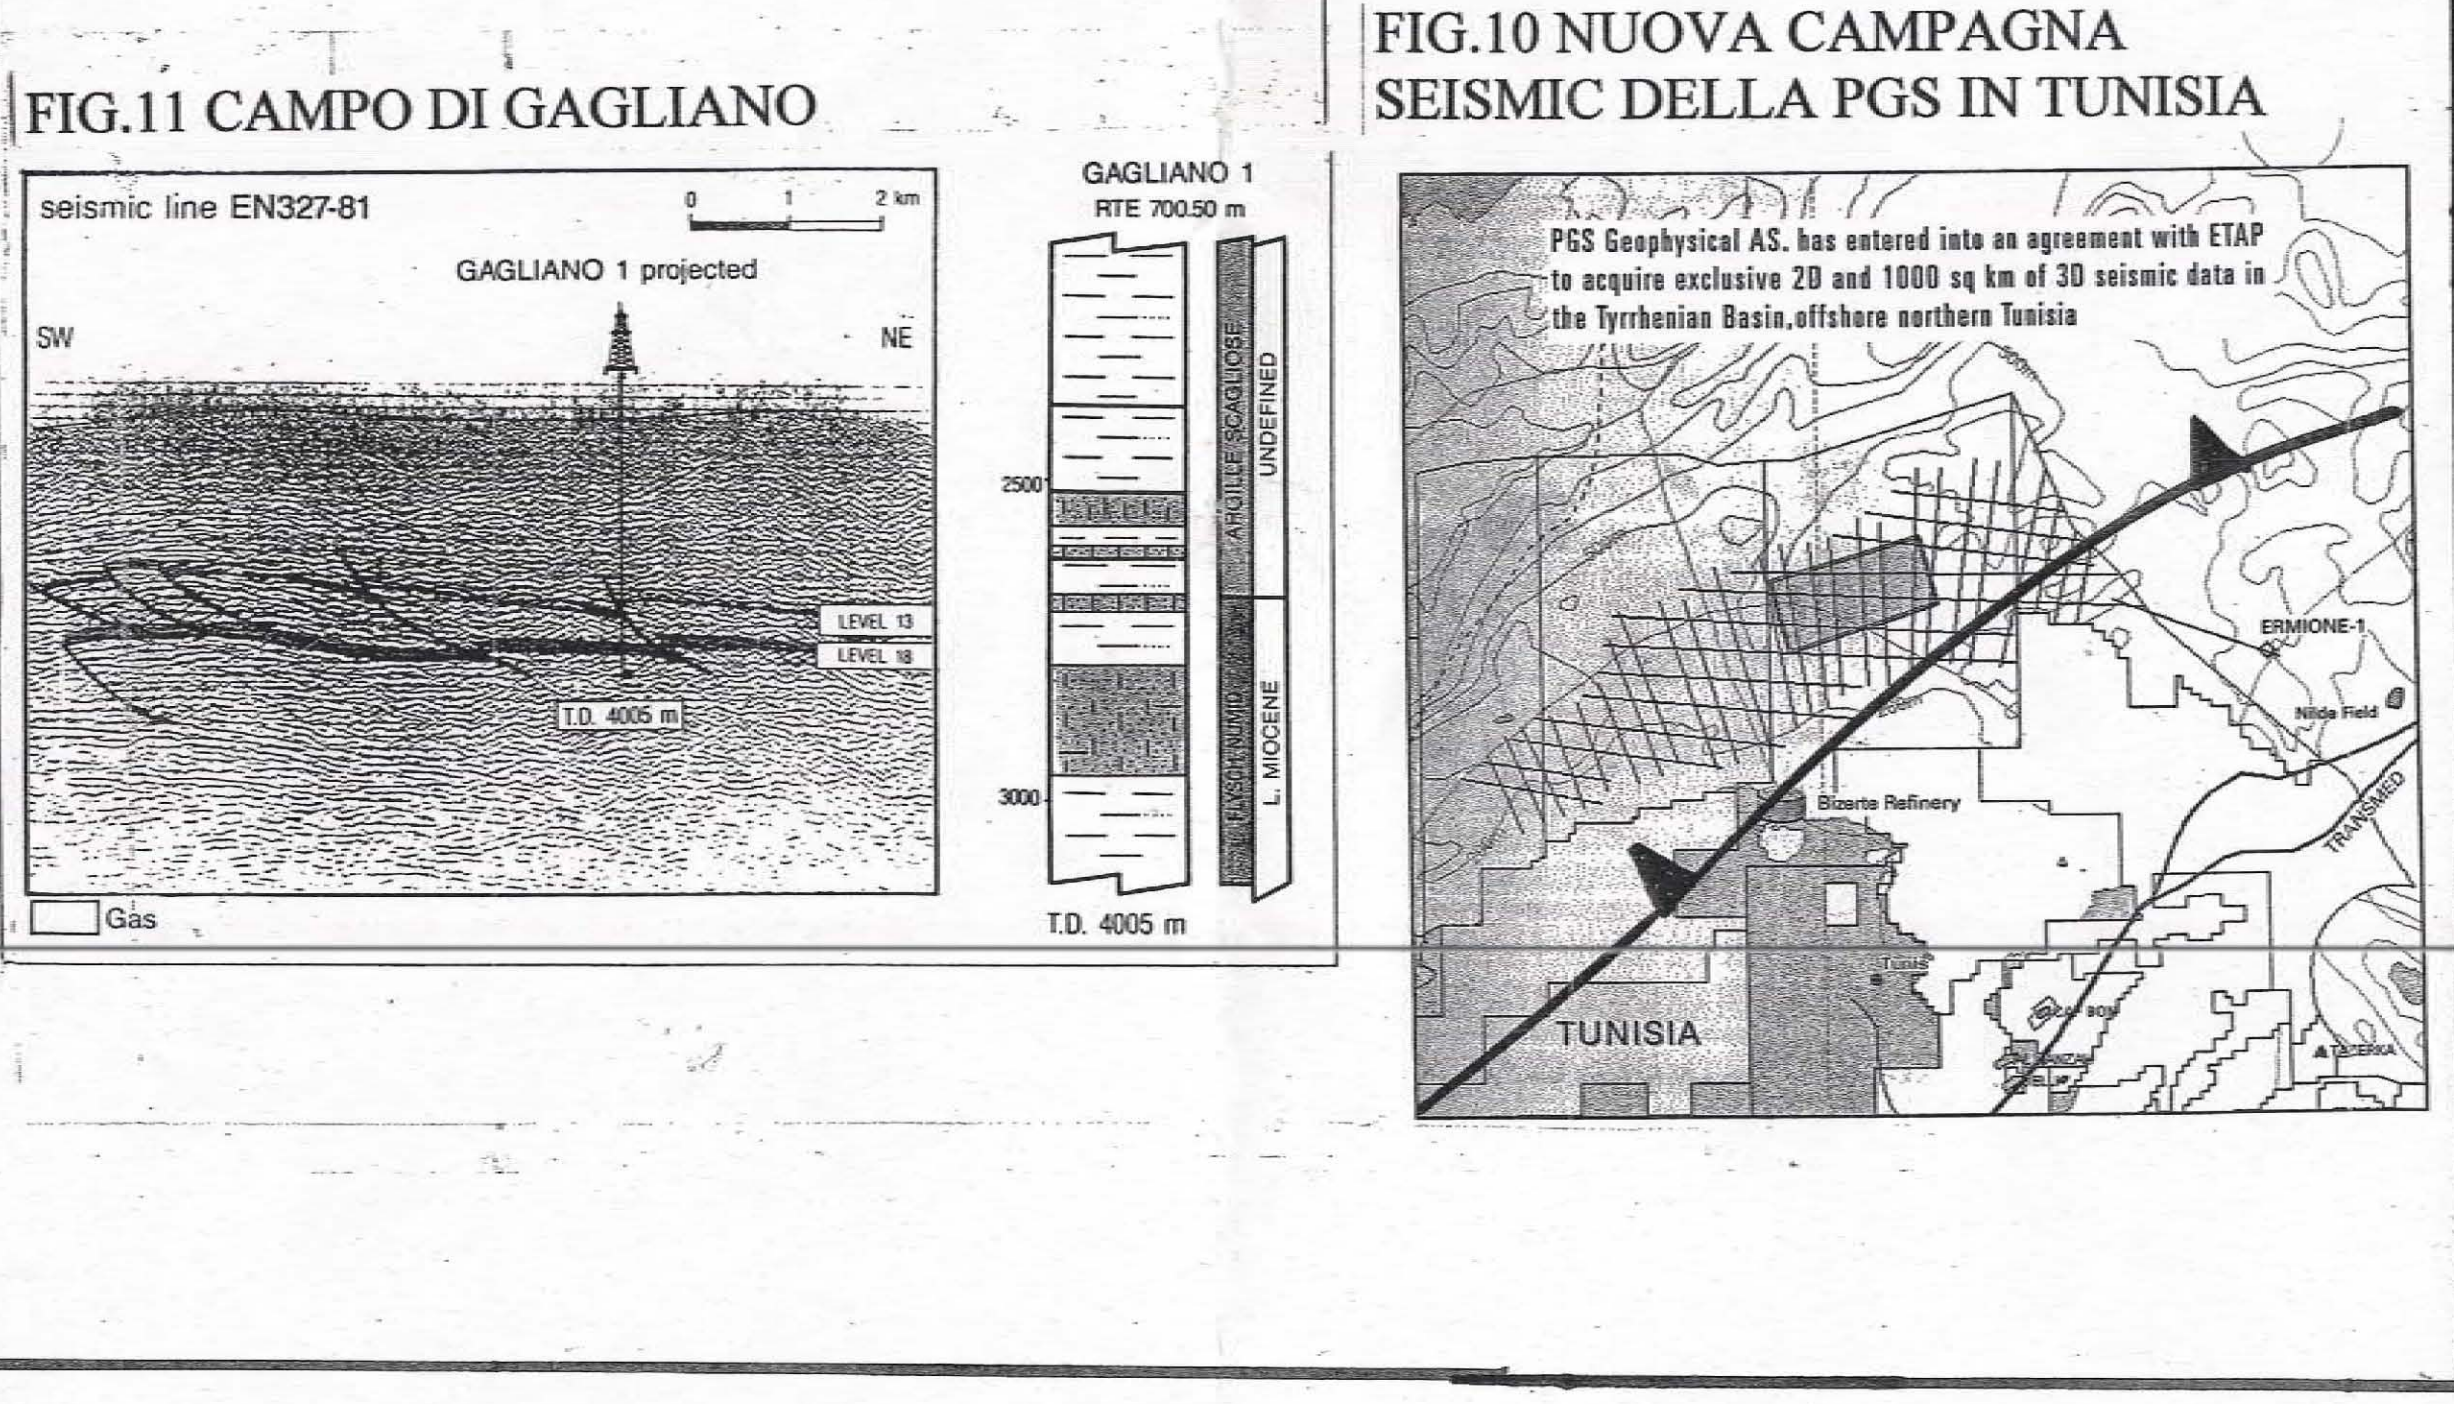 FIG.11 CAMPO DI GAGLIANO
seismic line EN327-81
0 1 2 km
GAGLIANO 1 projected
SW
NE
LEVEL 13
LEVEL 18
T.D. 4005 m
Gas
GAGLIANO 1
RTE 700.50 m
2500
3000
ARGILLE SCAGLIOSE
UNDEFINED
FLYSCH NUMID
L. MIOCENE
T.D. 4005 m
FIG.10 NUOVA CAMPAGNA
SEISMIC DELLA PGS IN TUNISIA
PGS Geophysical AS. has entered into an agreement with ETAP
to acquire exclusive 2D and 1000 sq km of 3D seismic data in
the Tyrrhenian Basin,offshore northern Tunisia
500m
ERMIONE-1
Nilde Field
200m
Bizerte Refinery
TRANSMED
Tunis
TUNISIA
BON
TAZERKA